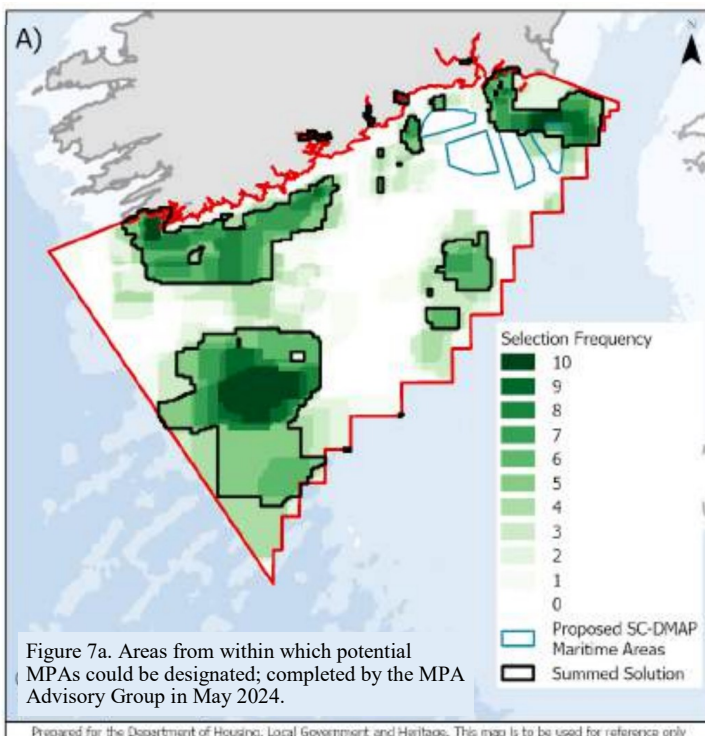 A)
N
Selection Frequency
10
9
8
7
6
5
4
3
2
1
0
Proposed SC-DMAP
Maritime Areas
Summed Solution
Figure 7a. Areas from within which potential
MPAs could be designated; completed by the MPA
Advisory Group in May 2024.
Prepared for the Department of Housing, Local Government and Heritage. This map is to be used for reference only